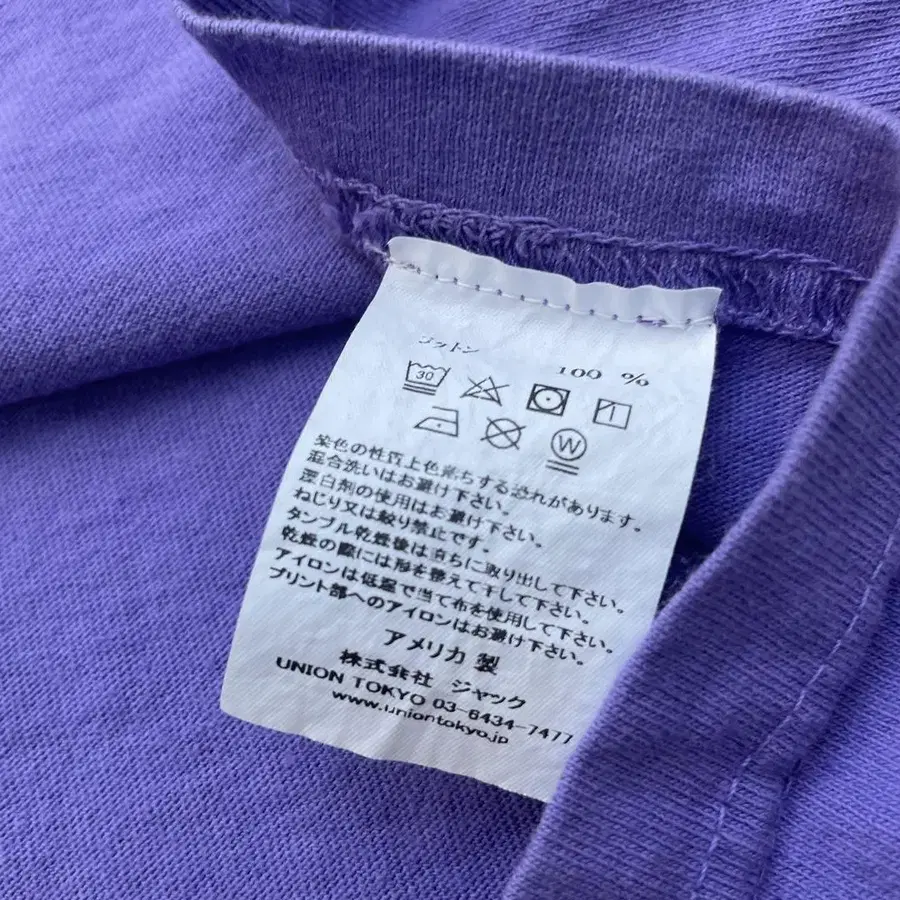 コットン 100 %
30
W
染色の性質上色落ちする恐れがあります。
混合洗いはお避け下さい。
漂白剤の使用はお避け下さい。
ねじり又は絞り禁止です。
タンブル乾燥後は直ちに取り出して下さい。
乾燥の際には形を整えて干して下さい。
アイロンは低温で当て布を使用して下さい。
プリント部へのアイロンはお避け下さい。
アメリカ 製
株式会社 ジャック
UNION TOKYO 03-6434-7477
www.uniontokyo.jp